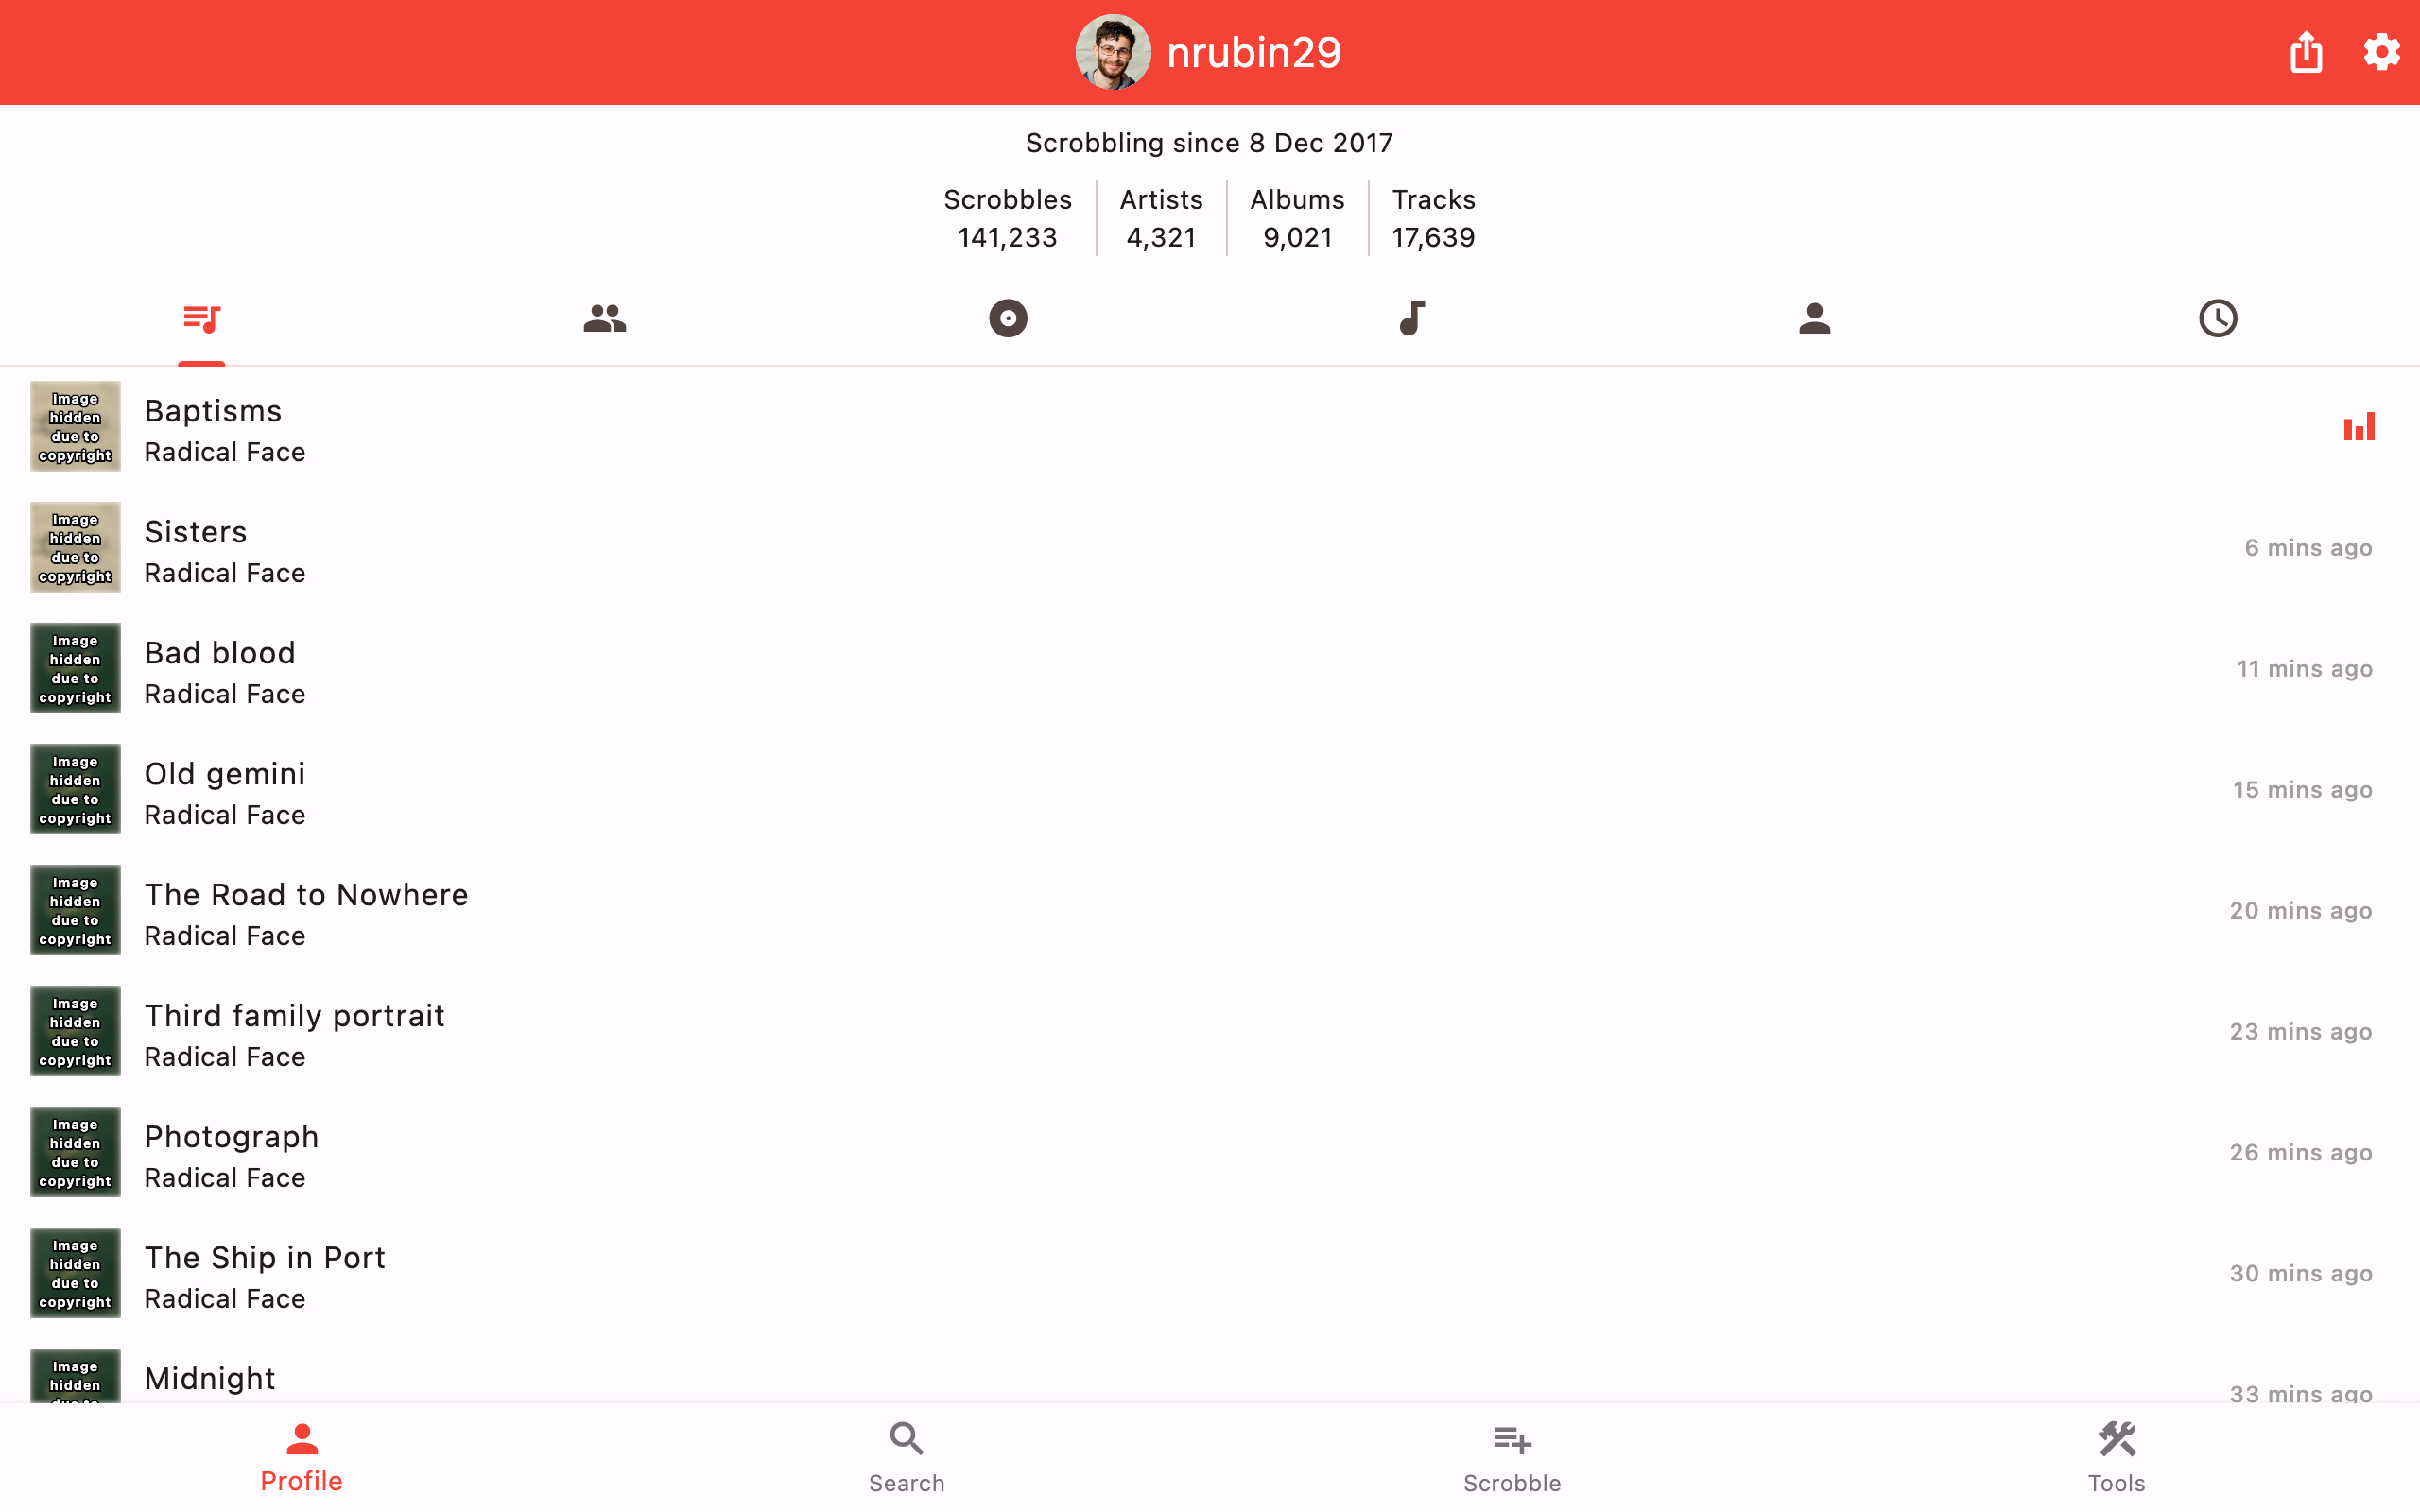 nrubin29
Scrobbling since 8 Dec 2017
Scrobbles Artists Albums Tracks
141,233 4,321 9,021 17,639
Image
hidden
due to
copyright
Baptisms
Radical Face
Image
hidden
due to
copyright
Sisters
Radical Face
6 mins ago
Image
hidden
due to
copyright
Bad blood
Radical Face
11 mins ago
Image
hidden
due to
copyright
Old gemini
Radical Face
15 mins ago
Image
hidden
due to
copyright
The Road to Nowhere
Radical Face
20 mins ago
Image
hidden
due to
copyright
Third family portrait
Radical Face
23 mins ago
Image
hidden
due to
copyright
Photograph
Radical Face
26 mins ago
Image
hidden
due to
copyright
The Ship in Port
Radical Face
30 mins ago
Image
hidden
due to
Midnight
33 mins ago
Profile
Search
Scrobble
Tools